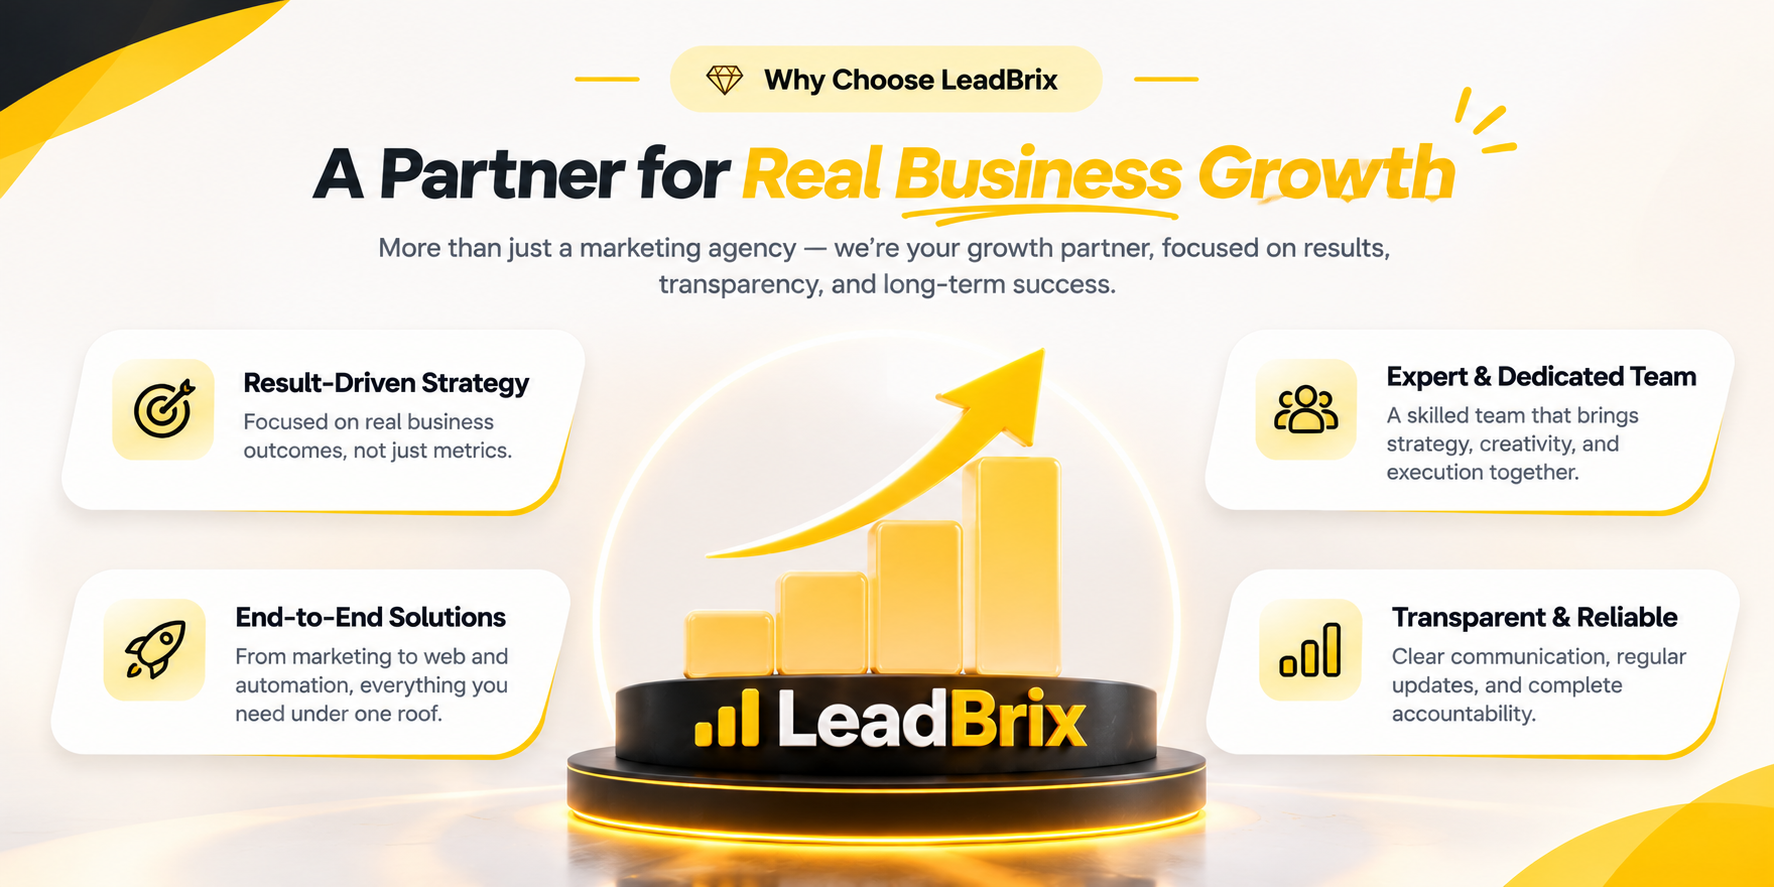 Why Choose LeadBrix
A Partner for Real Business Growth
More than just a marketing agency — we’re your growth partner, focused on results,
transparency, and long-term success.
Result-Driven Strategy
Focused on real business
outcomes, not just metrics.
End-to-End Solutions
From marketing to web and
automation, everything you
need under one roof.
LeadBrix
Expert & Dedicated Team
A skilled team that brings
strategy, creativity, and
execution together.
Transparent & Reliable
Clear communication, regular
updates, and complete
accountability.